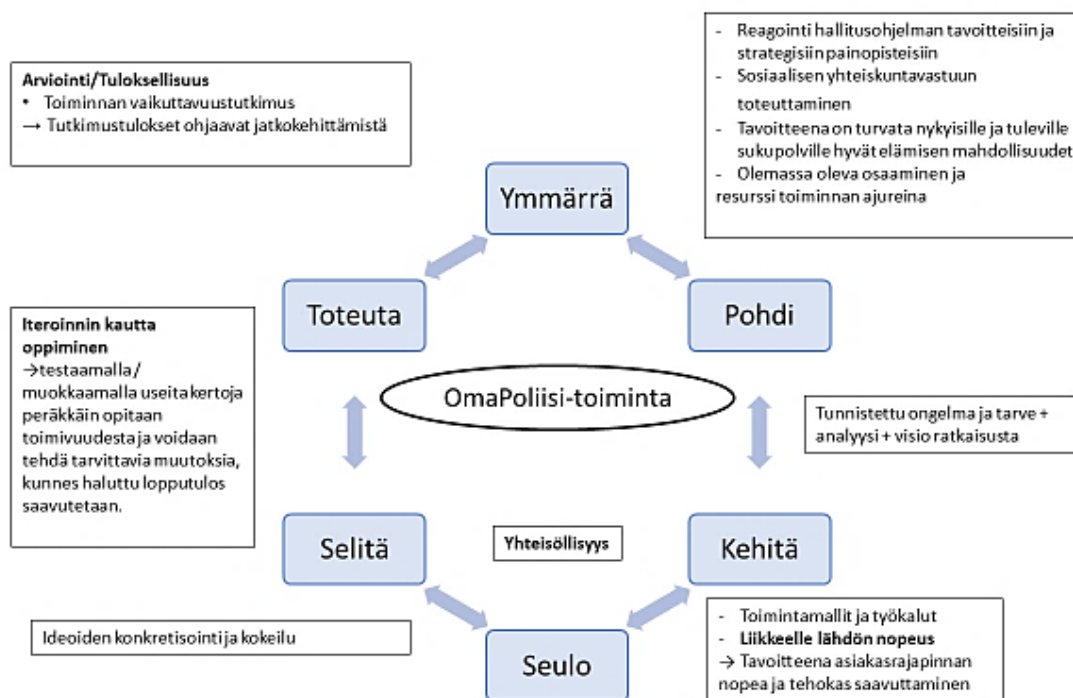 - Reagointi hallitusohjelman tavoitteisiin ja
strategisiin painopisteisiin
- Sosiaalisen yhteiskuntavastuun
toteuttaminen
- Tavoitteena on turvata nykyisille ja tuleville
sukupolville hyvät elämisen mahdollisuudet
- Olemassa oleva osaaminen ja
resurssi toiminnan ajureina
Arviointi/Tuloksellisuus
• Toiminnan vaikuttavuustutkimus
→ Tutkimustulokset ohjaavat jatkokehittämistä
Ymmärrä
Toteuta
Pohdi
Iteroinnin kautta
oppiminen
→testaamalla/
muokkaamalla useita kertoja
peräkkäin opitaan
toimivuudesta ja voidaan
tehdä tarvittavia muutoksia,
kunnes haluttu lopputulos
saavutetaan.
OmaPoliisi-toiminta
Tunnistettu ongelma ja tarve +
analyysi + visio ratkaisusta
Selitä
Yhteisöllisyys
Kehitä
Ideoiden konkretisointi ja kokeilu
Seulo
- Toimintamallit ja työkalut
- Liikkeelle lähdön nopeus
→ Tavoitteena asiakasrajapinnan
nopea ja tehokas saavuttaminen